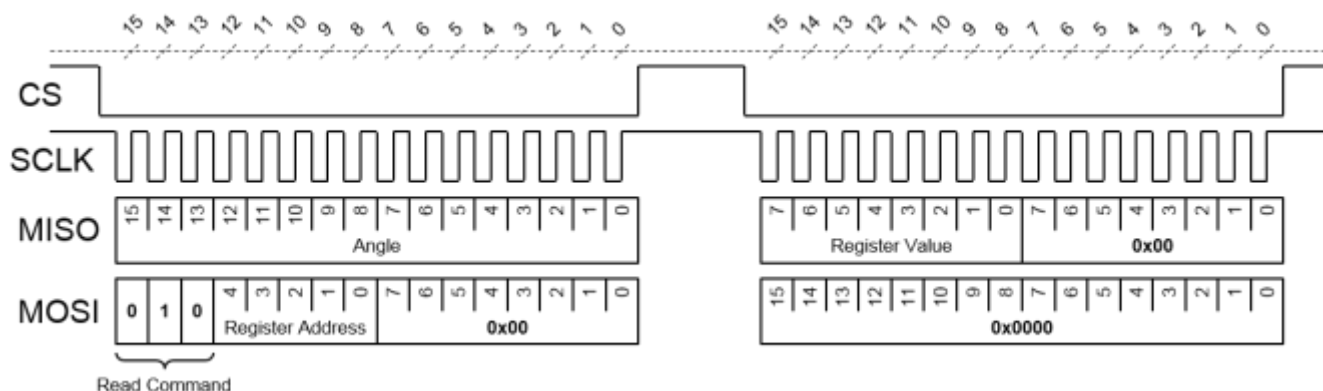 15 14 13 12 11 10 9 8 7 6 5 4 3 2 1 0 15 14 13 12 11 10 9 8 7 6 5 4 3 2 1 0
CS
SCLK
MISO 15 14 13 12 11 10 9 8 7 6 5 4 3 2 1 0 7 6 5 4 3 2 1 0 7 6 5 4 3 2 1 0
Angle Register Value 0x00
MOSI 0 1 0 4 3 2 1 0 7 6 5 4 3 2 1 0 15 14 13 12 11 10 9 8 7 6 5 4 3 2 1 0
Register Address 0x00 0x0000
Read Command